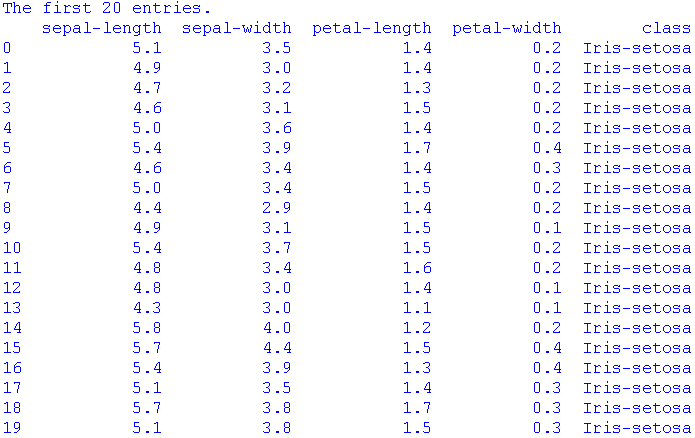 The first 20 entries.
    sepal-length  sepal-width  petal-length  petal-width        class
0            5.1          3.5           1.4          0.2  Iris-setosa
1            4.9          3.0           1.4          0.2  Iris-setosa
2            4.7          3.2           1.3          0.2  Iris-setosa
3            4.6          3.1           1.5          0.2  Iris-setosa
4            5.0          3.6           1.4          0.2  Iris-setosa
5            5.4          3.9           1.7          0.4  Iris-setosa
6            4.6          3.4           1.4          0.3  Iris-setosa
7            5.0          3.4           1.5          0.2  Iris-setosa
8            4.4          2.9           1.4          0.2  Iris-setosa
9            4.9          3.1           1.5          0.1  Iris-setosa
10           5.4          3.7           1.5          0.2  Iris-setosa
11           4.8          3.4           1.6          0.2  Iris-setosa
12           4.8          3.0           1.4          0.1  Iris-setosa
13           4.3          3.0           1.1          0.1  Iris-setosa
14           5.8          4.0           1.2          0.2  Iris-setosa
15           5.7          4.4           1.5          0.4  Iris-setosa
16           5.4          3.9           1.3          0.4  Iris-setosa
17           5.1          3.5           1.4          0.3  Iris-setosa
18           5.7          3.8           1.7          0.3  Iris-setosa
19           5.1          3.8           1.5          0.3  Iris-setosa